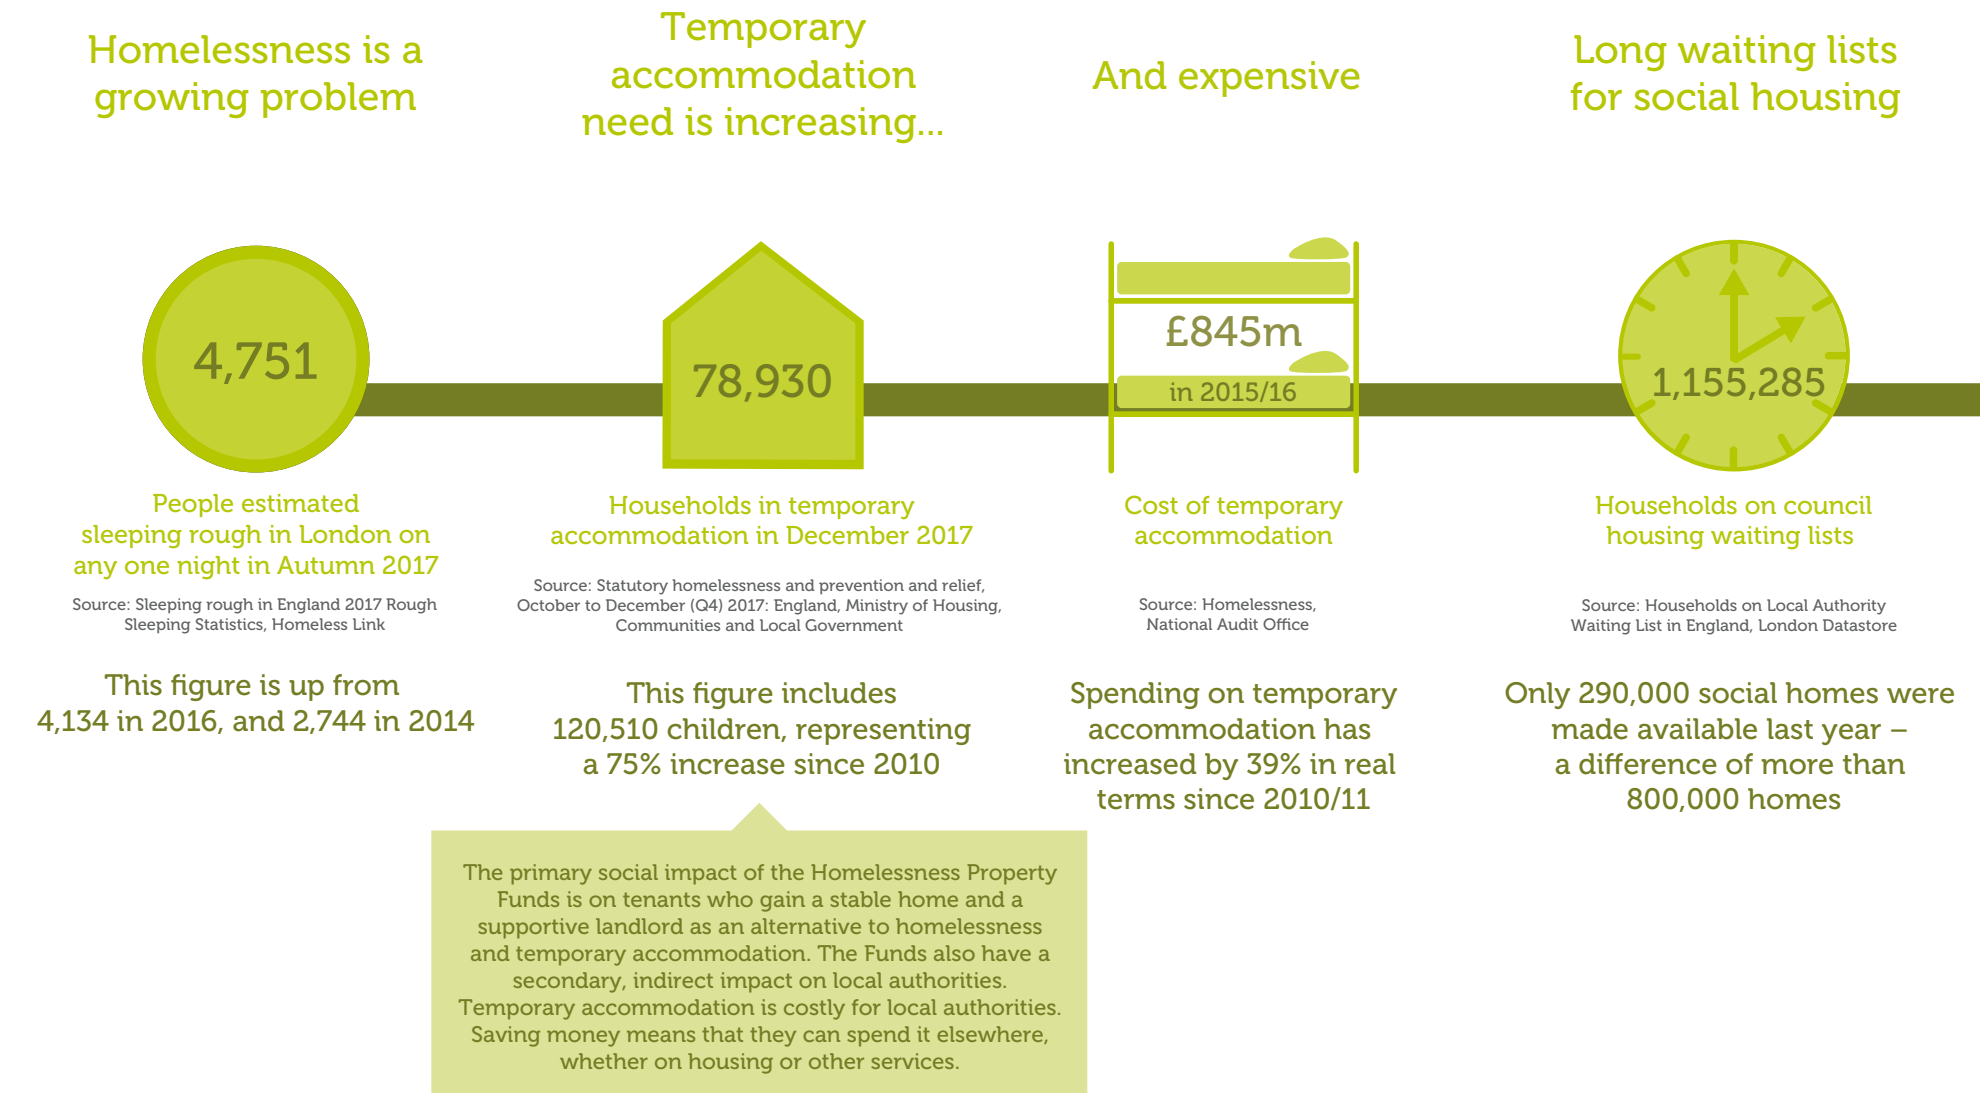 Homelessness is a
growing problem
4,751
People estimated
sleeping rough in London on
any one night in Autumn 2017
Source: Sleeping rough in England 2017 Rough
Sleeping Statistics, Homeless Link
This figure is up from
4,134 in 2016, and 2,744 in 2014
Temporary
accommodation
need is increasing...
78,930
Households in temporary
accommodation in December 2017
Source: Statutory homelessness and prevention and relief,
October to December (Q4) 2017: England, Ministry of Housing,
Communities and Local Government
This figure includes
120,510 children, representing
a 75% increase since 2010
The primary social impact of the Homelessness Property
Funds is on tenants who gain a stable home and a
supportive landlord as an alternative to homelessness
and temporary accommodation. The Funds also have a
secondary, indirect impact on local authorities.
Temporary accommodation is costly for local authorities.
Saving money means that they can spend it elsewhere,
whether on housing or other services.
And expensive
£845m
in 2015/16
Cost of temporary
accommodation
Source: Homelessness,
National Audit Office
Spending on temporary
accommodation has
increased by 39% in real
terms since 2010/11
Long waiting lists
for social housing
1,155,285
Households on council
housing waiting lists
Source: Households on Local Authority
Waiting List in England, London Datastore
Only 290,000 social homes were
made available last year –
a difference of more than
800,000 homes